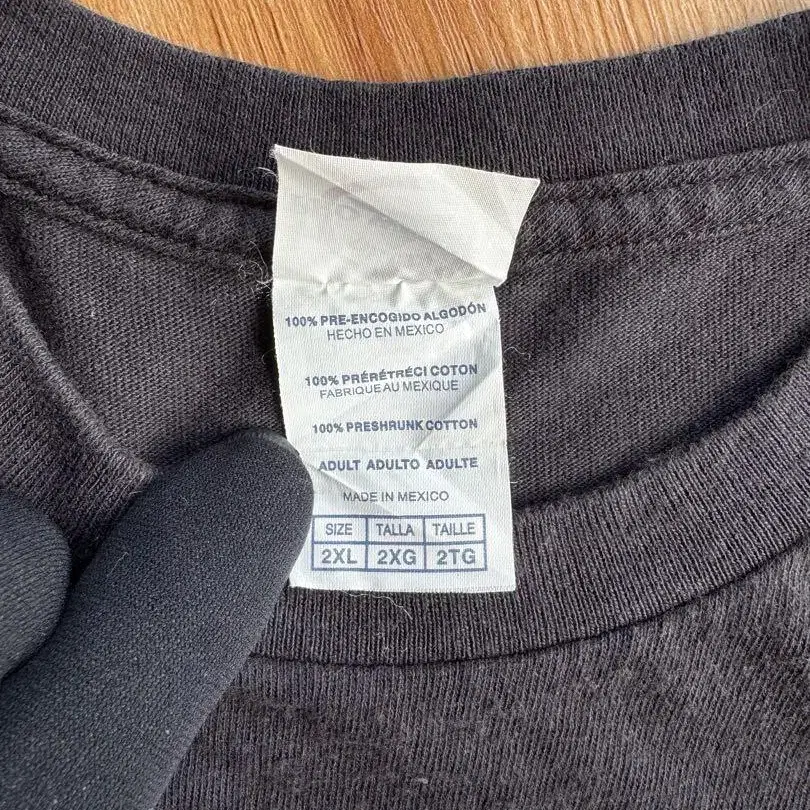 100% PRE-ENCOGIDO ALGODÓN
HECHO EN MEXICO
100% PRÉRÉTRÉCI COTON
FABRIQUE AU MEXIQUE
100% PRESHRUNK COTTON
ADULT ADULTO ADULTE
MADE IN MEXICO
SIZE TALLA TAILLE
2XL 2XG 2TG